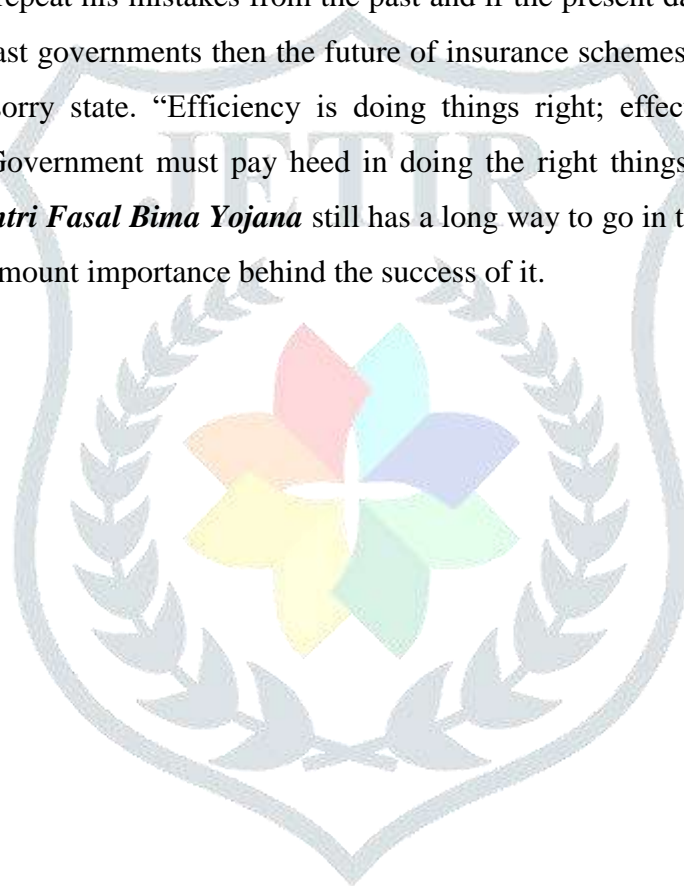 repeat his mistakes from the past and if the present da
ast governments then the future of insurance schemes
orry state. “Efficiency is doing things right; effec
Government must pay heed in doing the right things
ntri Fasal Bima Yojana still has a long way to go in t
mount importance behind the success of it.
JETIR